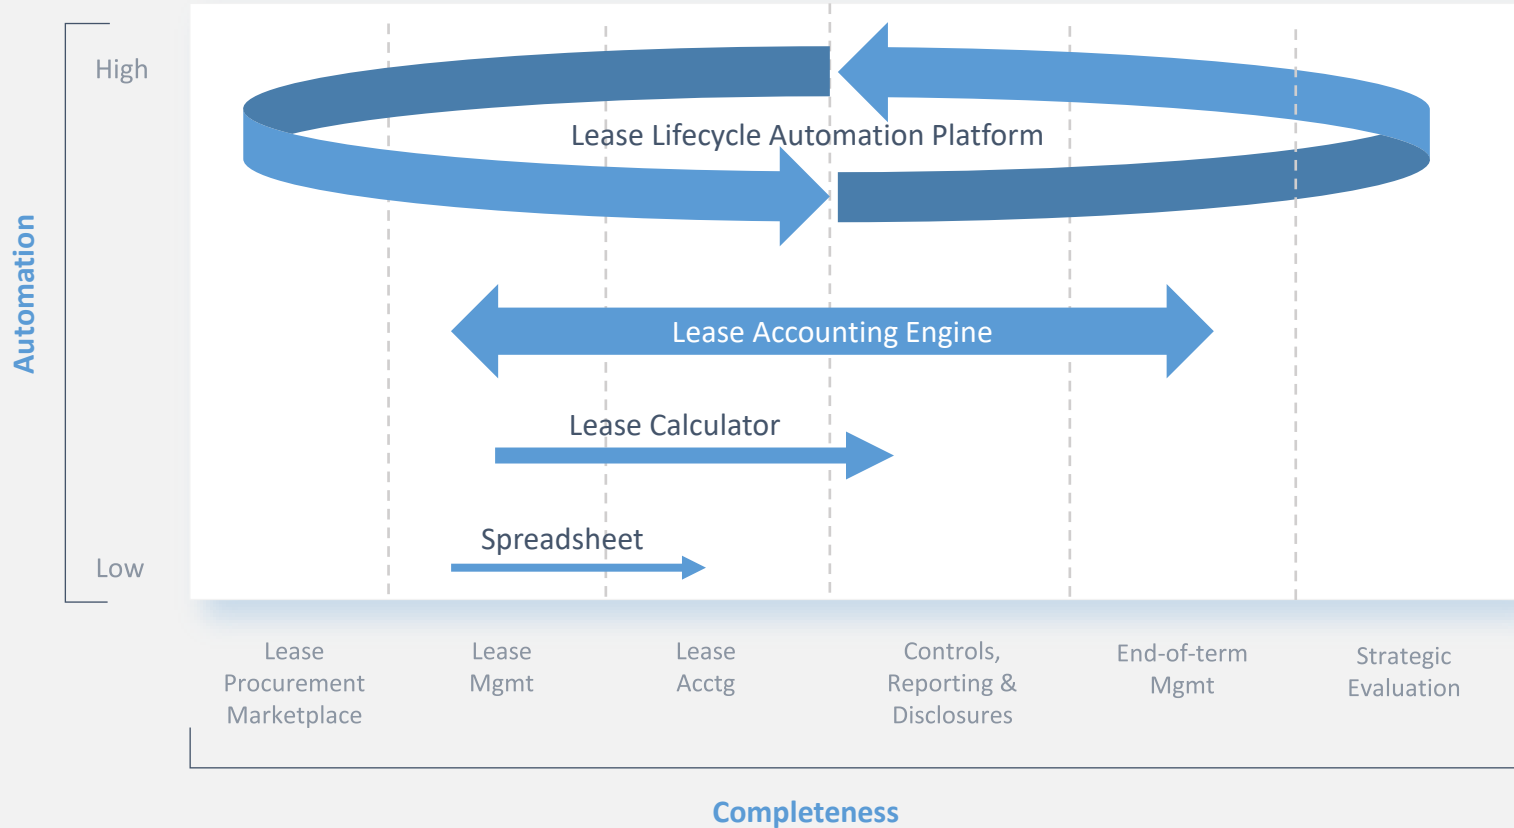 High
Lease Lifecycle Automation Platform
Automation
Lease Accounting Engine
Lease Calculator
Spreadsheet
Low
Lease
Procurement
Marketplace
Lease
Mgmt
Lease
Acctg
Controls,
Reporting &
Disclosures
End-of-term
Mgmt
Strategic
Evaluation
Completeness